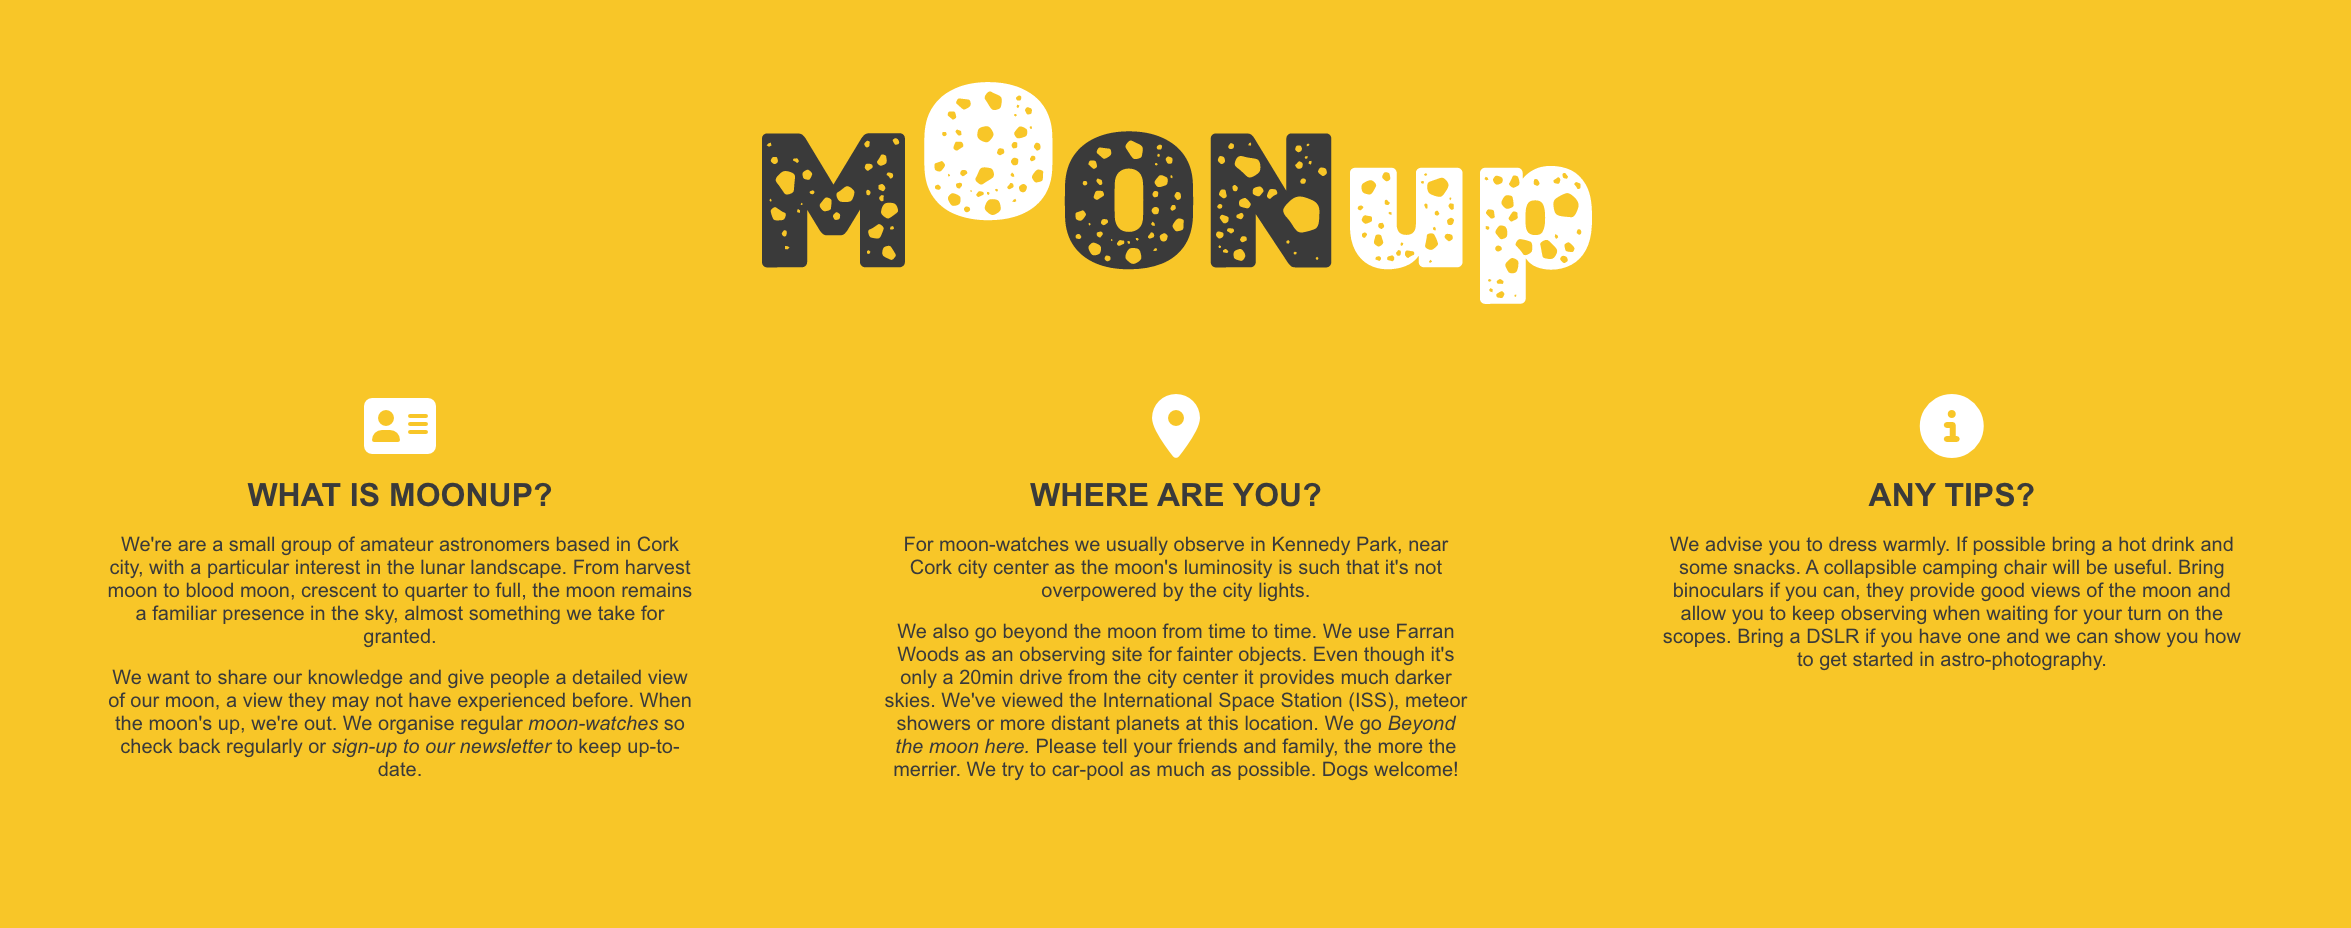 MOONup
WHAT IS MOONUP?
We're are a small group of amateur astronomers based in Cork
city, with a particular interest in the lunar landscape. From harvest
moon to blood moon, crescent to quarter to full, the moon remains
a familiar presence in the sky, almost something we take for
granted.
We want to share our knowledge and give people a detailed view
of our moon, a view they may not have experienced before. When
the moon's up, we're out. We organise regular moon-watches so
check back regularly or sign-up to our newsletter to keep up-to-
date.
WHERE ARE YOU?
For moon-watches we usually observe in Kennedy Park, near
Cork city center as the moon's luminosity is such that it's not
overpowered by the city lights.
We also go beyond the moon from time to time. We use Farran
Woods as an observing site for fainter objects. Even though it's
only a 20min drive from the city center it provides much darker
skies. We've viewed the International Space Station (ISS), meteor
showers or more distant planets at this location. We go Beyond
the moon here. Please tell your friends and family, the more the
merrier. We try to car-pool as much as possible. Dogs welcome!
ANY TIPS?
We advise you to dress warmly. If possible bring a hot drink and
some snacks. A collapsible camping chair will be useful. Bring
binoculars if you can, they provide good views of the moon and
allow you to keep observing when waiting for your turn on the
scopes. Bring a DSLR if you have one and we can show you how
to get started in astro-photography.